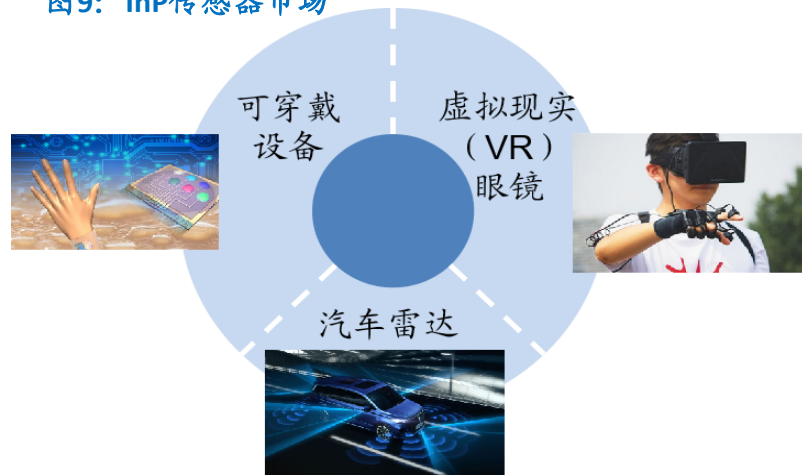 图9： InP传感器市场
可穿戴
设备
虚拟现实
（VR）
眼镜
汽车雷达